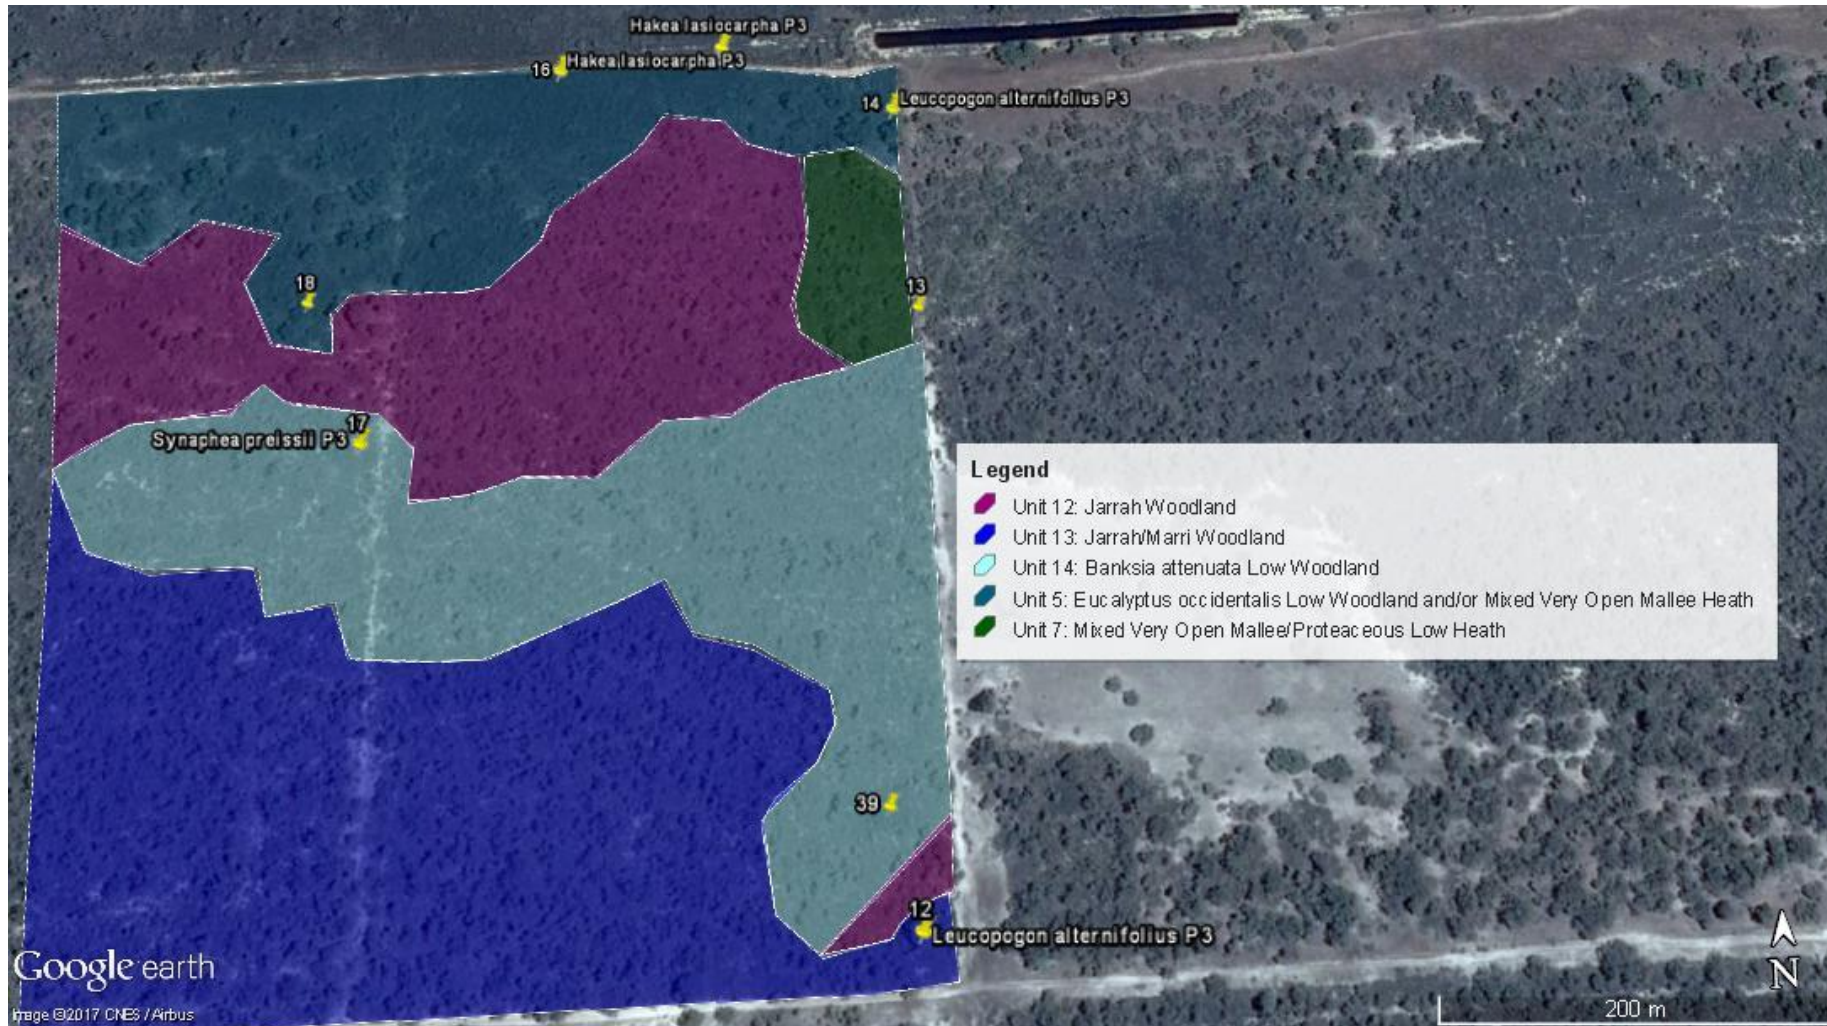 Hakea lasiocarpha P3
16 Hakea lasiocarpha P3
14 Leucopogon alternifolius P3
18
13
17
Synaphea preissii P3
Legend
Unit 12: Jarrah Woodland
Unit 13: Jarrah/Marri Woodland
Unit 14: Banksia attenuata Low Woodland
Unit 5: Eucalyptus occidentalis Low Woodland and/or Mixed Very Open Mallee Heath
Unit 7: Mixed Very Open Mallee/Proteaceous Low Heath
39
12
Leucopogon alternifolius P3
Google earth
N
Image ©2017 CNES / Airbus
200 m